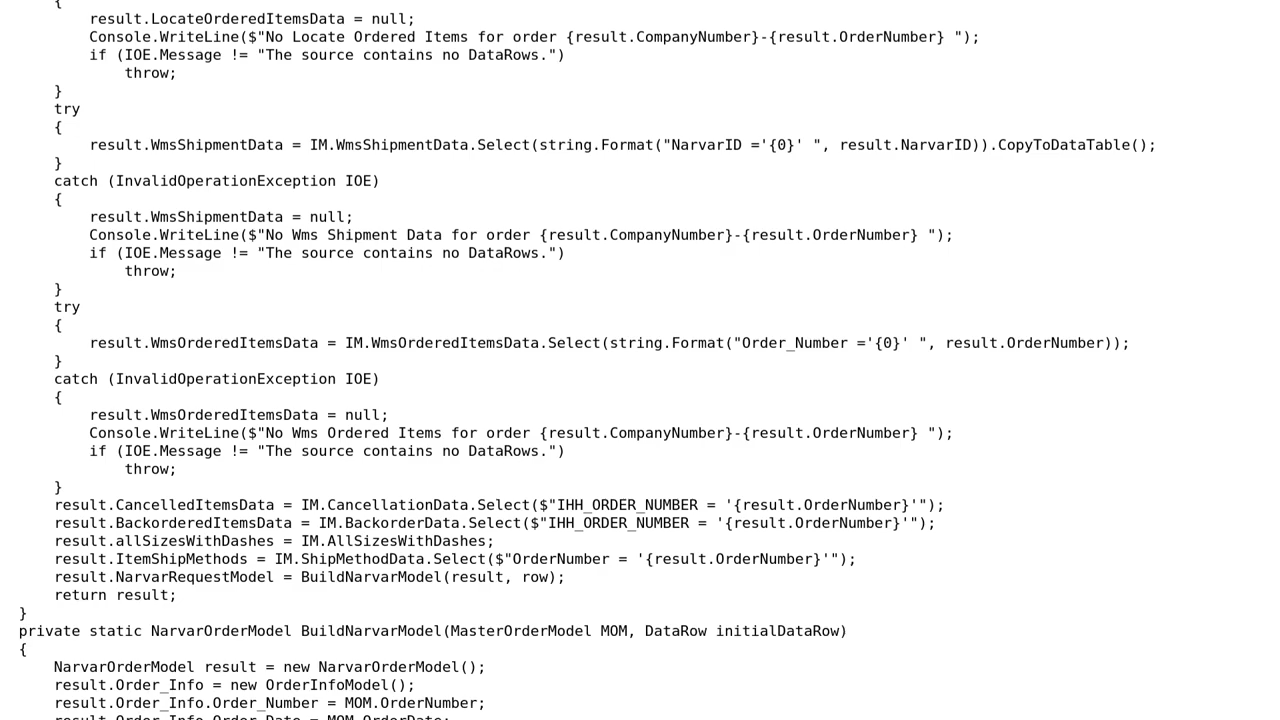 {
result.LocateOrderedItemsData = null;
Console.WriteLine($"No Locate Ordered Items for order {result.CompanyNumber}-{result.OrderNumber} ");
if (IOE.Message != "The source contains no DataRows.")
throw;
}
try
{
result.WmsShipmentData = IM.WmsShipmentData.Select(string.Format("NarvarID ='{0}' ", result.NarvarID)).CopyToDataTable();
}
catch (InvalidOperationException IOE)
{
result.WmsShipmentData = null;
Console.WriteLine($"No Wms Shipment Data for order {result.CompanyNumber}-{result.OrderNumber} ");
if (IOE.Message != "The source contains no DataRows.")
throw;
}
try
{
result.WmsOrderedItemsData = IM.WmsOrderedItemsData.Select(string.Format("Order_Number ='{0}' ", result.OrderNumber));
}
catch (InvalidOperationException IOE)
{
result.WmsOrderedItemsData = null;
Console.WriteLine($"No Wms Ordered Items for order {result.CompanyNumber}-{result.OrderNumber} ");
if (IOE.Message != "The source contains no DataRows.")
throw;
}
result.CancelledItemsData = IM.CancellationData.Select($"IHH_ORDER_NUMBER = '{result.OrderNumber}'");
result.BackorderedItemsData = IM.BackorderData.Select($"IHH_ORDER_NUMBER = '{result.OrderNumber}'");
result.allSizesWithDashes = IM.AllSizesWithDashes;
result.ItemShipMethods = IM.ShipMethodData.Select($"OrderNumber = '{result.OrderNumber}'");
result.NarvarRequestModel = BuildNarvarModel(result, row);
return result;
}
private static NarvarOrderModel BuildNarvarModel(MasterOrderModel MOM, DataRow initialDataRow)
{
NarvarOrderModel result = new NarvarOrderModel();
result.Order_Info = new OrderInfoModel();
result.Order_Info.Order_Number = MOM.OrderNumber;
result.Order_Info.Order_Date = MOM.OrderDate;